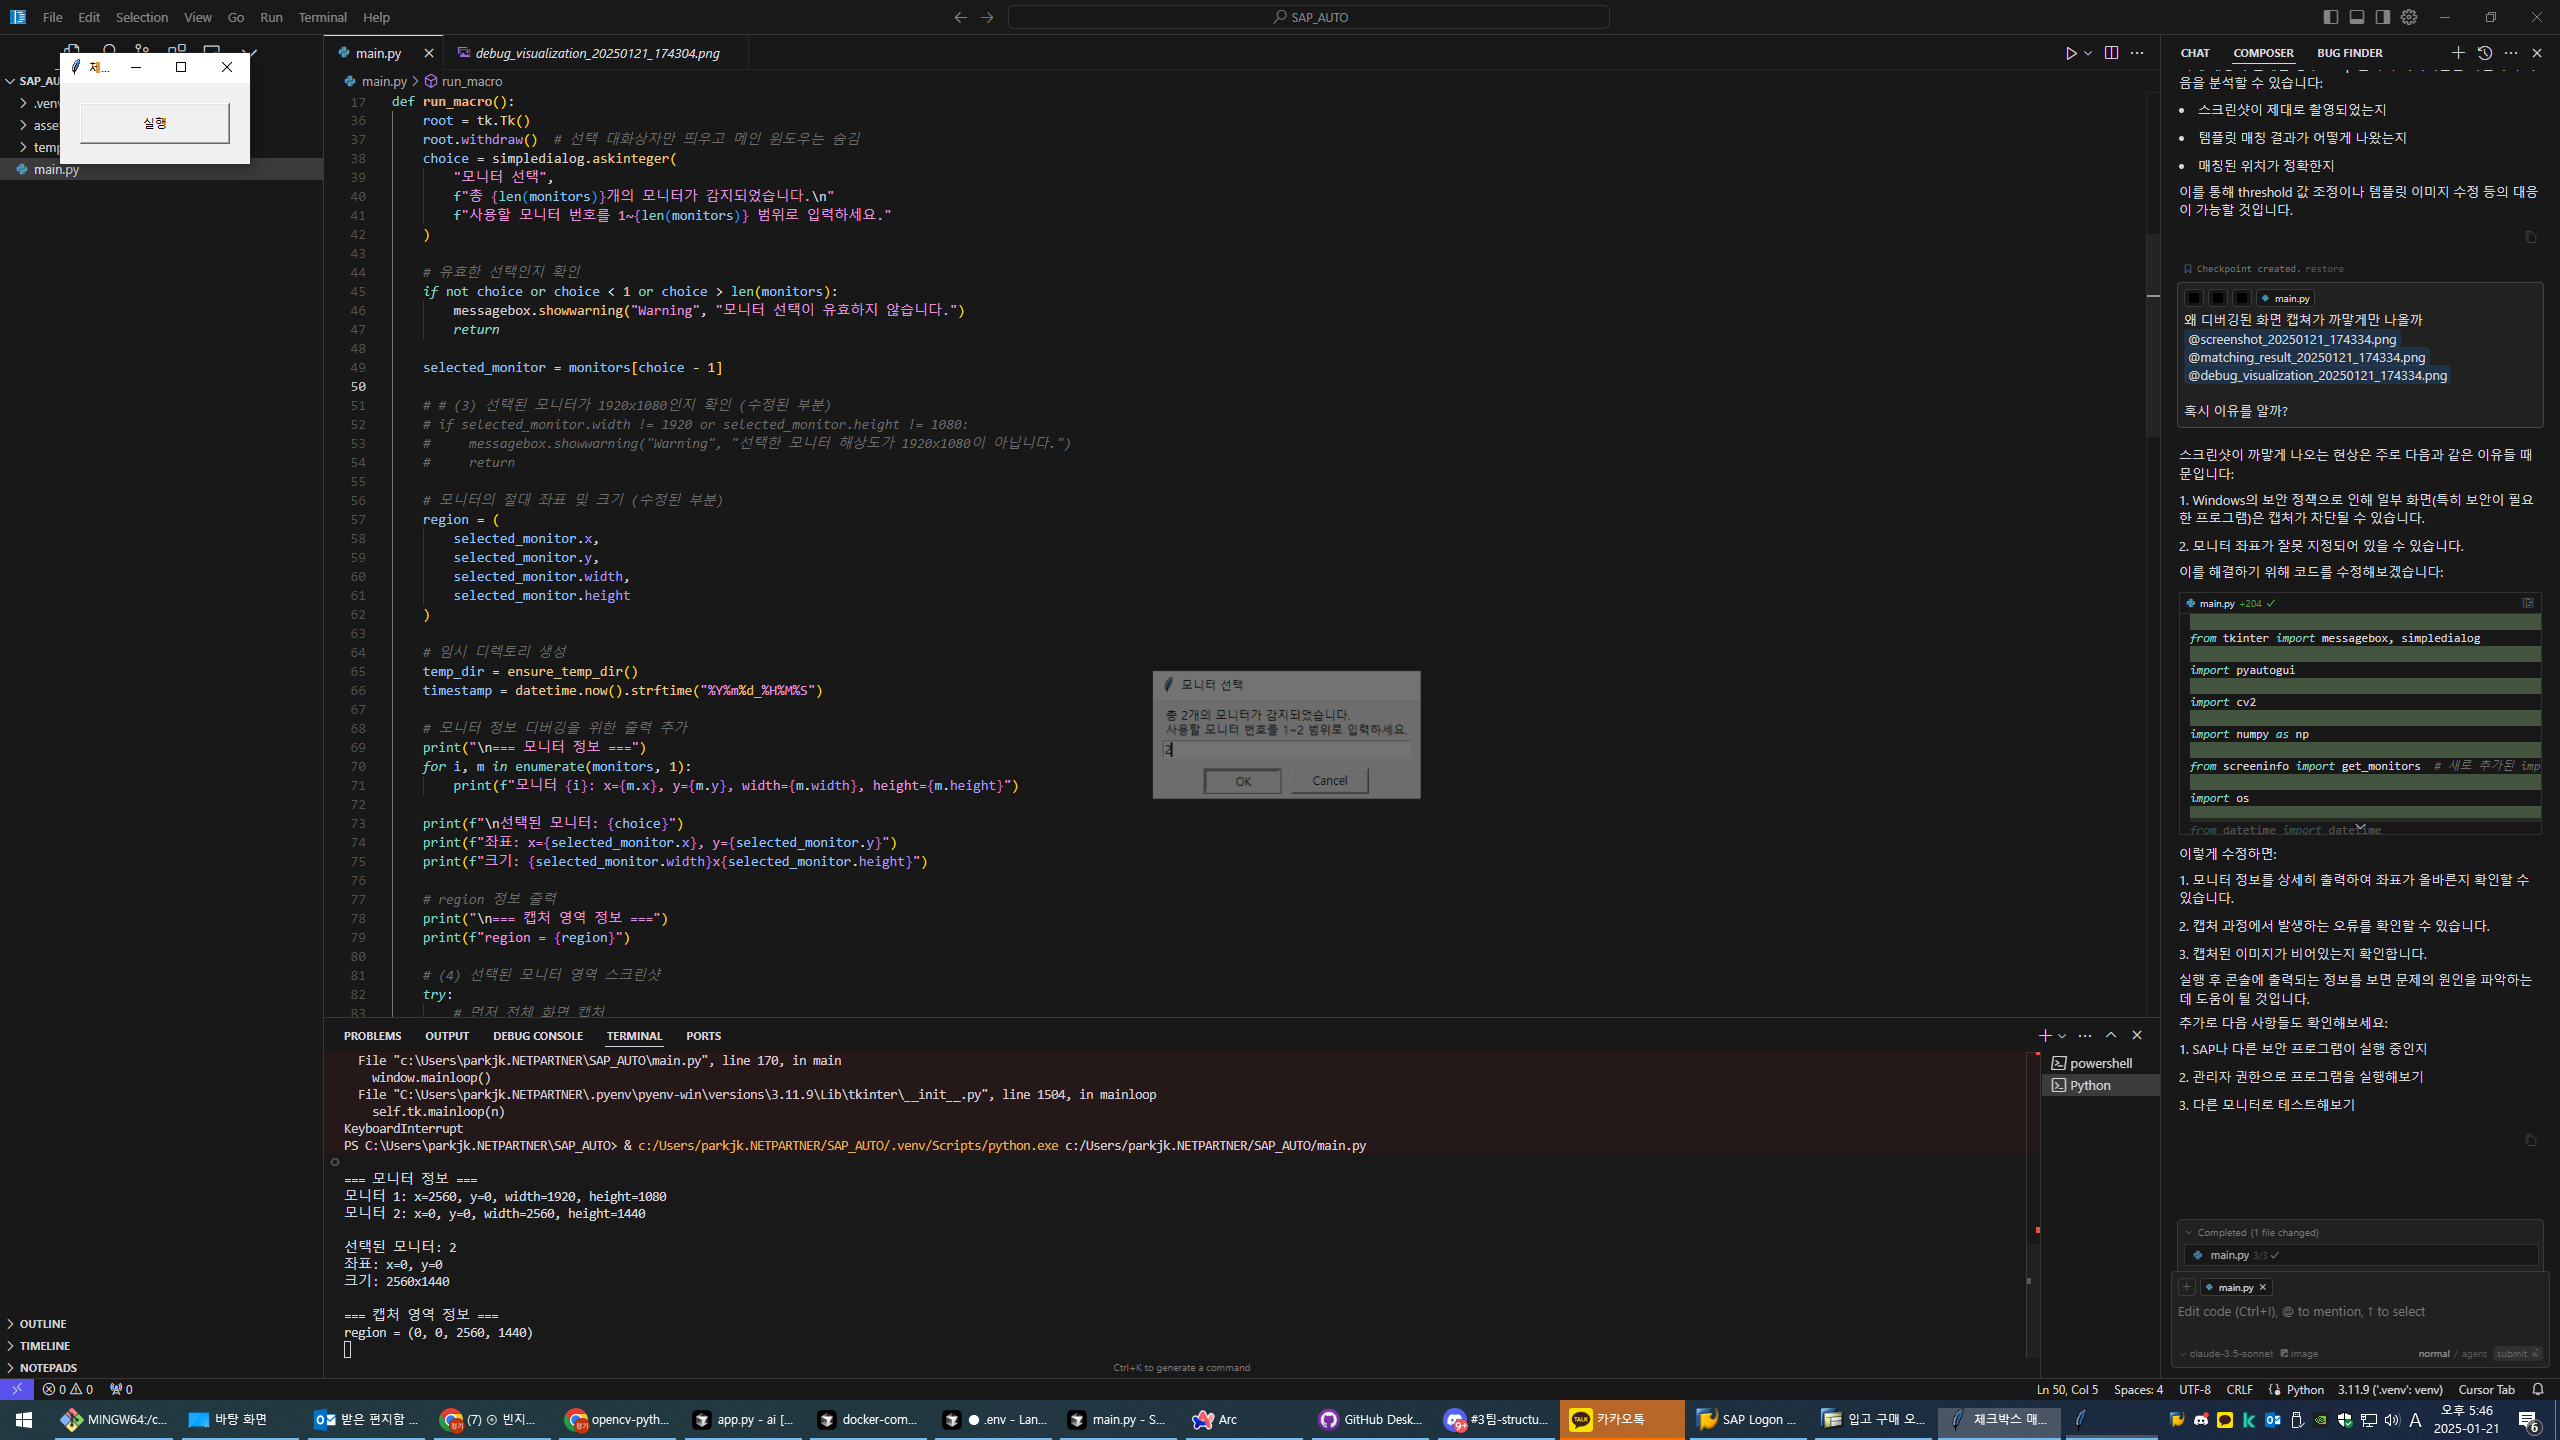 File Edit Selection View Go Run Terminal Help
SAP_AUTO
체...
실행
SAP_AU
.venv
asse
temp
main.py
OUTLINE
TIMELINE
NOTEPADS
main.py
debug_visualization_20250121_174304.png
main.py > run_macro
17 def run_macro():
36 root = tk.Tk()
37 root.withdraw()  # 선택 대화상자만 띄우고 메인 윈도우는 숨김
38 choice = simpledialog.askinteger(
39 "모니터 선택",
40 f"총 {len(monitors)}개의 모니터가 감지되었습니다.\n"
41 f"사용할 모니터 번호를 1~{len(monitors)} 범위로 입력하세요."
42 )
43
44 # 유효한 선택인지 확인
45 if not choice or choice < 1 or choice > len(monitors):
46 messagebox.showwarning("Warning", "모니터 선택이 유효하지 않습니다.")
47 return
48
49 selected_monitor = monitors[choice - 1]
50
51 # # (3) 선택된 모니터가 1920x1080인지 확인 (수정된 부분)
52 # if selected_monitor.width != 1920 or selected_monitor.height != 1080:
53 #     messagebox.showwarning("Warning", "선택한 모니터 해상도가 1920x1080이 아닙니다.")
54 #     return
55
56 # 모니터의 절대 좌표 및 크기 (수정된 부분)
57 region = (
58 selected_monitor.x,
59 selected_monitor.y,
60 selected_monitor.width,
61 selected_monitor.height
62 )
63
64 # 임시 디렉토리 생성
65 temp_dir = ensure_temp_dir()
66 timestamp = datetime.now().strftime("%Y%m%d_%H%M%S")
67
68 # 모니터 정보 디버깅을 위한 출력 추가
69 print("\n=== 모니터 정보 ===")
70 for i, m in enumerate(monitors, 1):
71 print(f"모니터 {i}: x={m.x}, y={m.y}, width={m.width}, height={m.height}")
72
73 print(f"\n선택된 모니터: {choice}")
74 print(f"좌표: x={selected_monitor.x}, y={selected_monitor.y}")
75 print(f"크기: {selected_monitor.width}x{selected_monitor.height}")
76
77 # region 정보 출력
78 print("\n=== 캡처 영역 정보 ===")
79 print(f"region = {region}")
80
81 # (4) 선택된 모니터 영역 스크린샷
82 try:
83 # 먼저 전체 화면 캡처
모니터 선택
총 2개의 모니터가 감지되었습니다.
사용할 모니터 번호를 1~2 범위로 입력하세요.
2
OK Cancel
PROBLEMS OUTPUT DEBUG CONSOLE TERMINAL PORTS
File "c:\Users\parkjk.NETPARTNER\SAP_AUTO\main.py", line 170, in main
window.mainloop()
File "C:\Users\parkjk.NETPARTNER\.pyenv\pyenv-win\versions\3.11.9\Lib\tkinter\__init__.py", line 1504, in mainloop
self.tk.mainloop(n)
KeyboardInterrupt
PS C:\Users\parkjk.NETPARTNER\SAP_AUTO> & c:/Users/parkjk.NETPARTNER/SAP_AUTO/.venv/Scripts/python.exe c:/Users/parkjk.NETPARTNER/SAP_AUTO/main.py
=== 모니터 정보 ===
모니터 1: x=2560, y=0, width=1920, height=1080
모니터 2: x=0, y=0, width=2560, height=1440
선택된 모니터: 2
좌표: x=0, y=0
크기: 2560x1440
=== 캡처 영역 정보 ===
region = (0, 0, 2560, 1440)
Ctrl+K to generate a command
powershell
Python
CHAT COMPOSER BUG FINDER
음을 분석할 수 있습니다:
• 스크린샷이 제대로 촬영되었는지
• 템플릿 매칭 결과가 어떻게 나왔는지
• 매칭된 위치가 정확한지
이를 통해 threshold 값 조정이나 템플릿 이미지 수정 등의 대응
이 가능할 것입니다.
Checkpoint created. restore
main.py
왜 디버깅된 화면 캡쳐가 까맣게만 나올까
@screenshot_20250121_174334.png
@matching_result_20250121_174334.png
@debug_visualization_20250121_174334.png
혹시 이유를 알까?
스크린샷이 까맣게 나오는 현상은 주로 다음과 같은 이유들 때
문입니다:
1. Windows의 보안 정책으로 인해 일부 화면(특히 보안이 필요
한 프로그램)은 캡처가 차단될 수 있습니다.
2. 모니터 좌표가 잘못 지정되어 있을 수 있습니다.
이를 해결하기 위해 코드를 수정해보겠습니다:
main.py +204
from tkinter import messagebox, simpledialog
import pyautogui
import cv2
import numpy as np
from screeninfo import get_monitors  # 새로 추가된 imp
import os
from datetime import datetime
이렇게 수정하면:
1. 모니터 정보를 상세히 출력하여 좌표가 올바른지 확인할 수
있습니다.
2. 캡처 과정에서 발생하는 오류를 확인할 수 있습니다.
3. 캡처된 이미지가 비어있는지 확인합니다.
실행 후 콘솔에 출력되는 정보를 보면 문제의 원인을 파악하는
데 도움이 될 것입니다.
추가로 다음 사항들도 확인해보세요:
1. SAP나 다른 보안 프로그램이 실행 중인지
2. 관리자 권한으로 프로그램을 실행해보기
3. 다른 모니터로 테스트해보기
Completed (1 file changed)
main.py 3/3
main.py
Edit code (Ctrl+I), @ to mention, ↑ to select
claude-3.5-sonnet image normal / agent submit
0 0 0
Ln 50, Col 5 Spaces: 4 UTF-8 CRLF Python 3.11.9 ('.venv': venv) Cursor Tab
MINGW64:/c... 바탕 화면 받은 편지함 ... (7) ⊙ 빈지... opencv-pyth... app.py - ai [... docker-com... ● .env - Lan... main.py - S... Arc GitHub Desk... #3팀-structu... 카카오톡 SAP Logon ... 입고 구매 오... 체크박스 매...
A 오후 5:46
2025-01-21
6